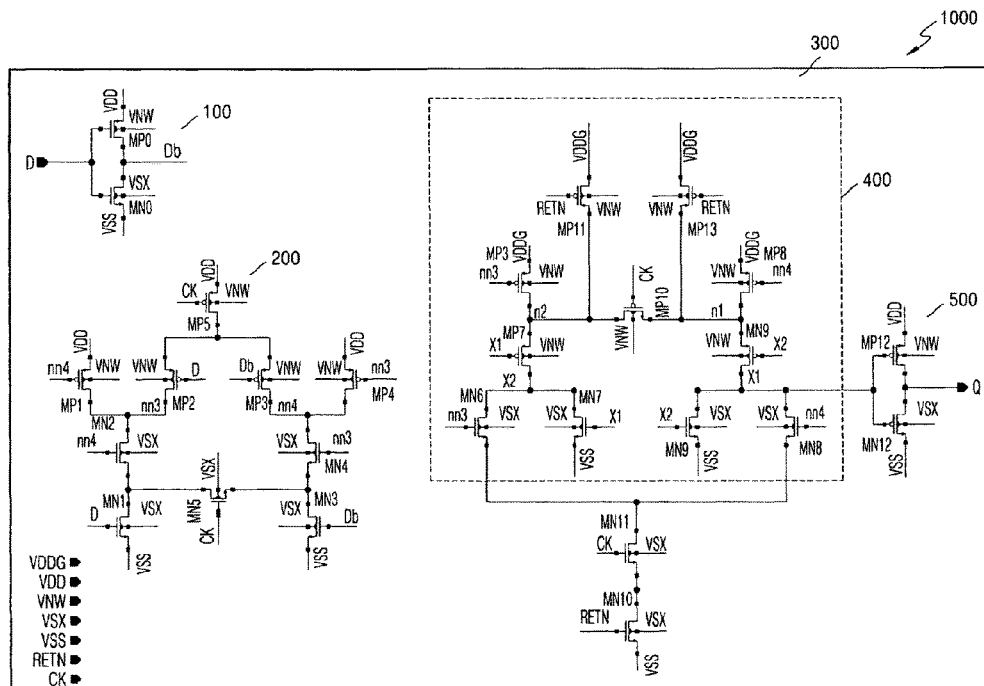 1000
300
VDD
VNW
100
MP0
D
Db
VSX
MN0
VSS
VDDG
VDDG
400
RETN
VNW
VNW
RETN
MP11
MP13
MP3
VDDG
CK
MP8
VDDG
nn3
VNW
VNW
nn4
n2
MP10
n1
VNW
MP7
MN9
X1
VNW
VNW
X2
X2
X1
MN6
MN7
nn3
VSX
VSX
X1
VSS
X2
VSX
VSX
nn4
MN9
MN8
VSS
500
VDD
MP12
VNW
Q
VSX
MN12
VSS
200
VDD
CK
VNW
MP5
VDD
VDD
nn4
VNW
VNW
D
Db
VNW
VNW
nn3
MP1
nn3
MP2
MP3
nn4
MP4
MN2
nn4
VSX
VSX
nn3
MN4
VSX
MN1
MN5
MN3
D
VSX
VSX
Db
VSS
CK
VSS
MN11
CK
VSX
MN10
RETN
VSX
VSS
VDDG
VDD
VNW
VSX
VSS
RETN
CK